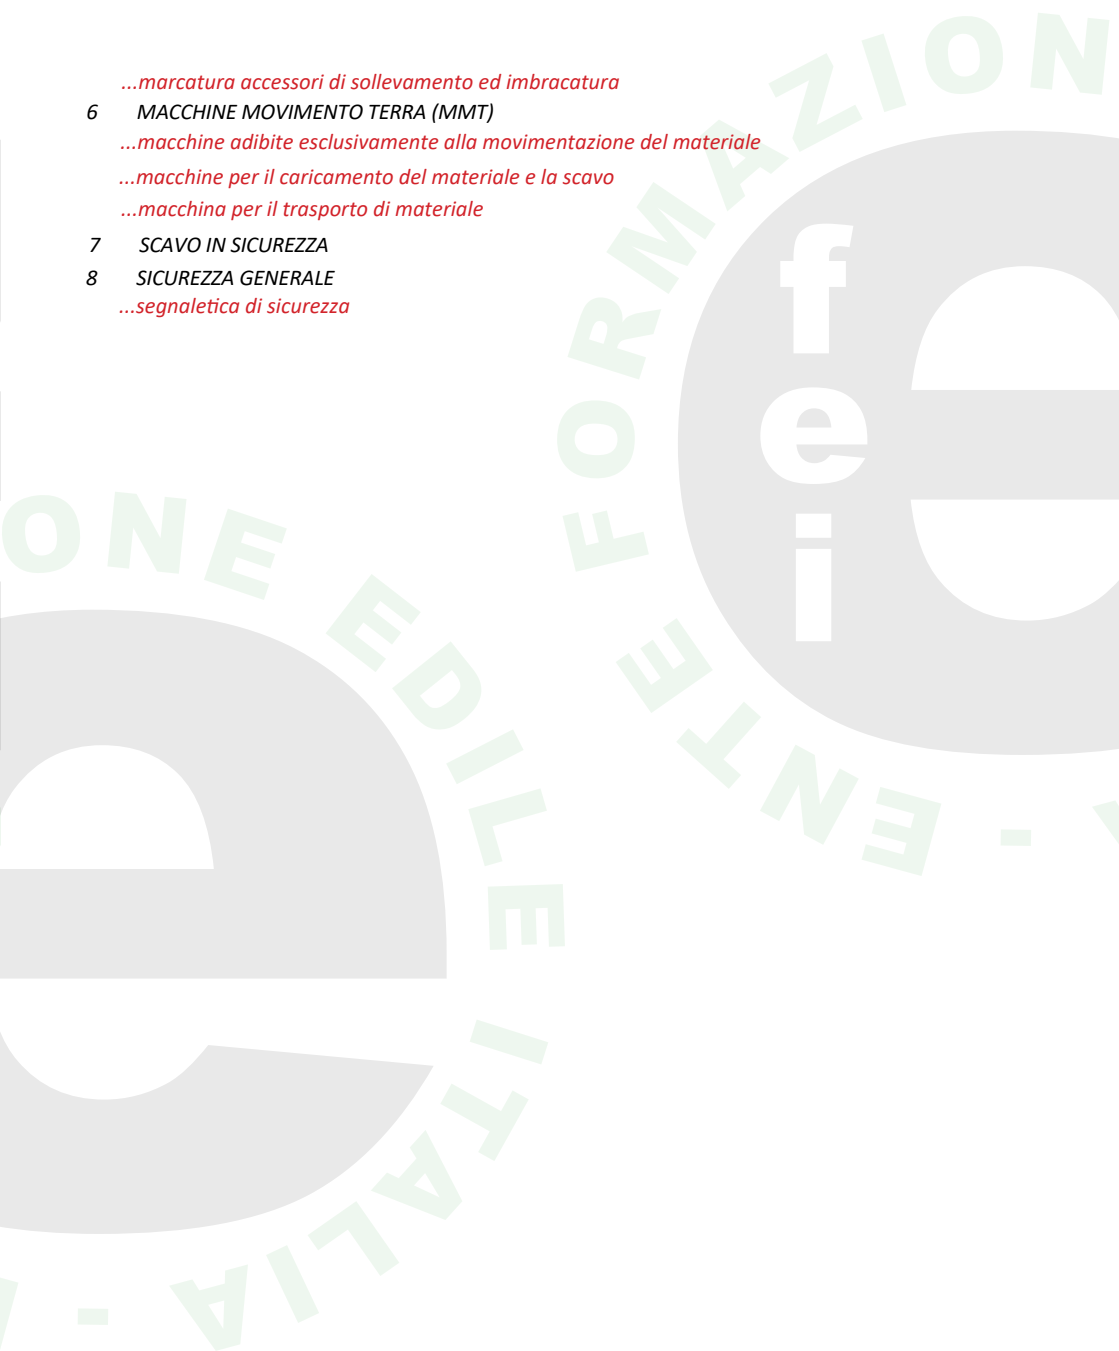 ...marcatura accessori di sollevamento ed imbracatura
6 MACCHINE MOVIMENTO TERRA (MMT)
...macchine adibite esclusivamente alla movimentazione del materiale
...macchine per il caricamento del materiale e la scavo
...macchina per il trasporto di materiale
7 SCAVO IN SICUREZZA
8 SICUREZZA GENERALE
...segnaletica di sicurezza
ENTE FORMAZION
fei
e
ONE EDILE ITALIA -
e